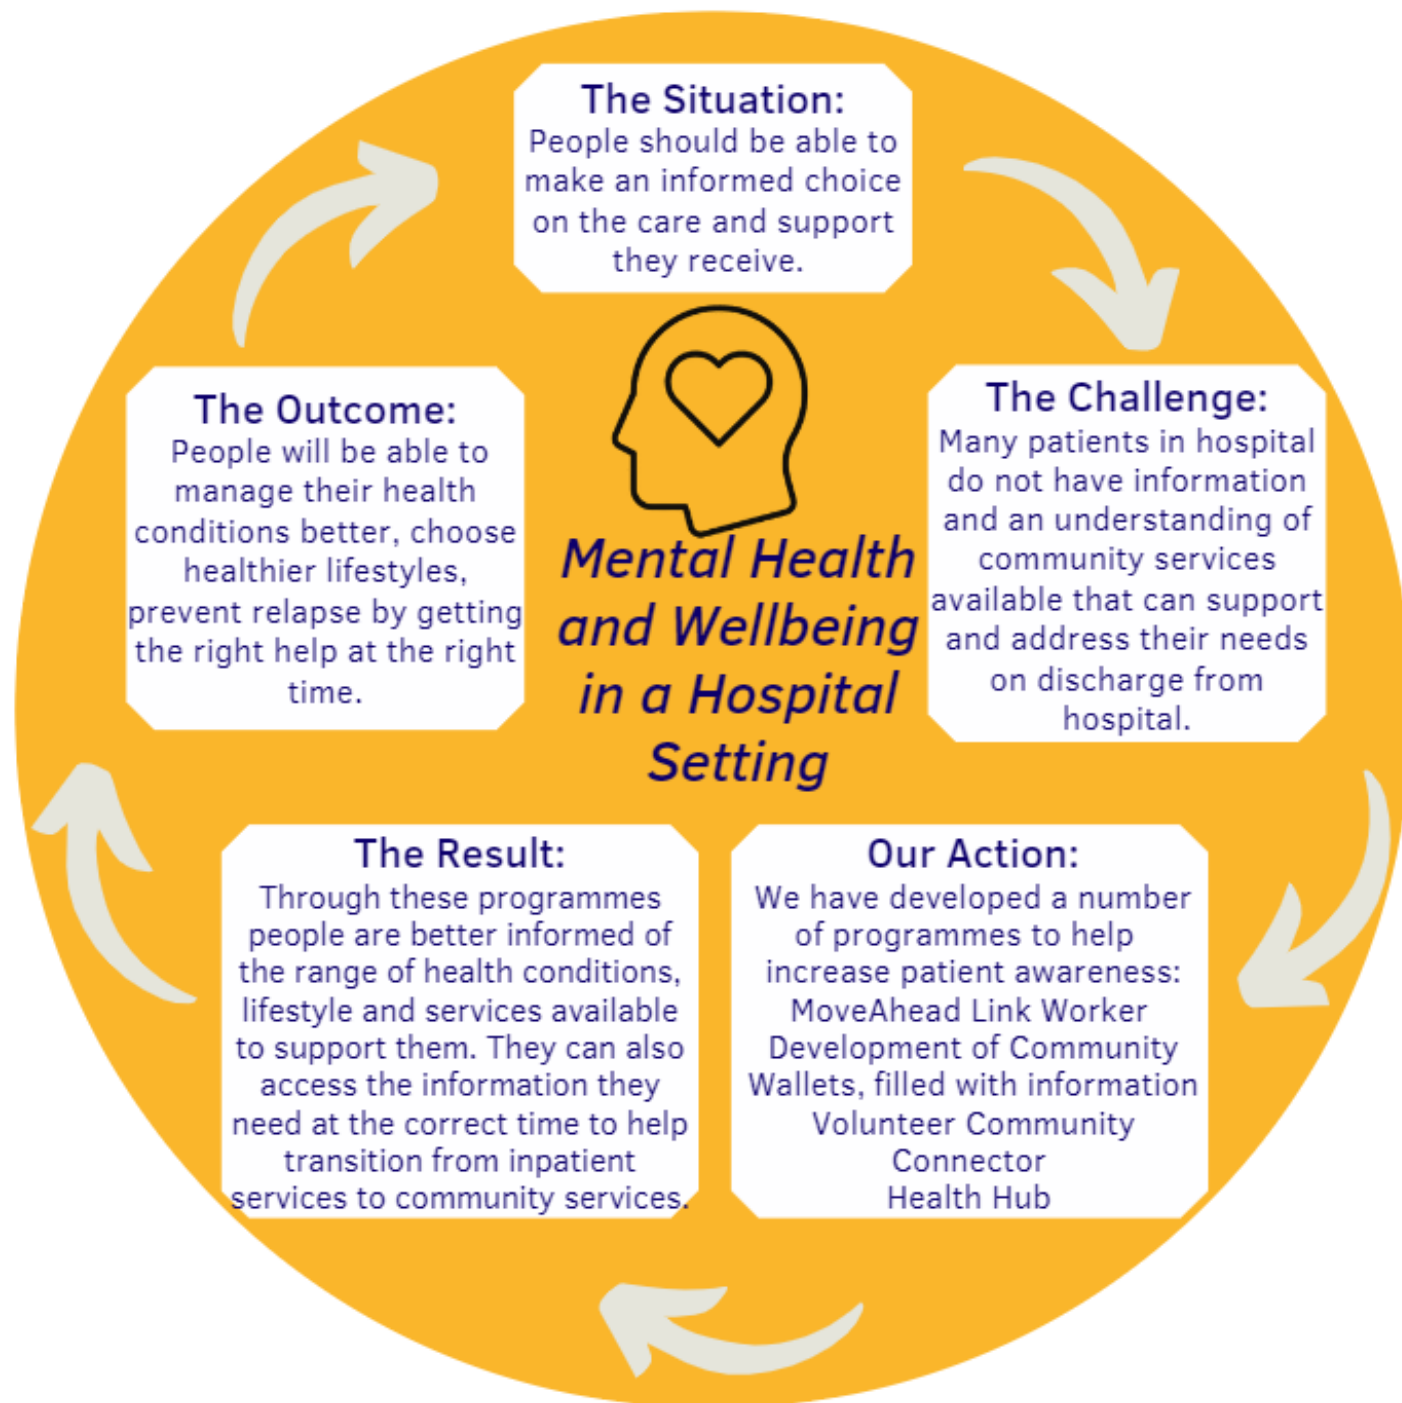 The Situation:
People should be able to
make an informed choice
on the care and support
they receive.
The Challenge:
Many patients in hospital
do not have information
and an understanding of
community services
available that can support
and address their needs
on discharge from
hospital.
Our Action:
We have developed a number
of programmes to help
increase patient awareness:
MoveAhead Link Worker
Development of Community
Wallets, filled with information
Volunteer Community
Connector
Health Hub
The Result:
Through these programmes
people are better informed of
the range of health conditions,
lifestyle and services available
to support them. They can also
access the information they
need at the correct time to help
transition from inpatient
services to community services.
The Outcome:
People will be able to
manage their health
conditions better, choose
healthier lifestyles,
prevent relapse by getting
the right help at the right
time.
Mental Health
and Wellbeing
in a Hospital
Setting